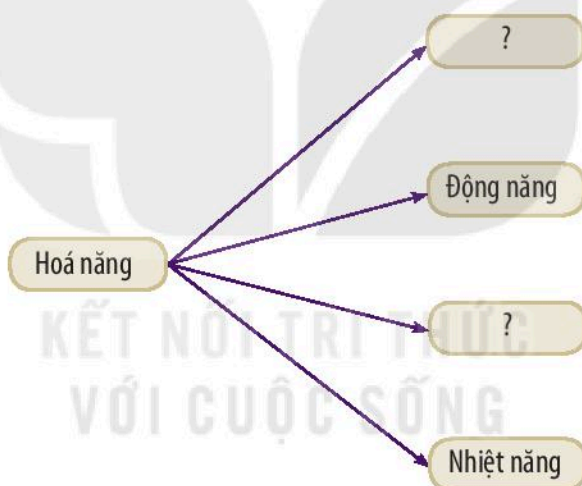 ?
Động năng
Hoá năng
?
KẾT NỐI TRI THỨC
VỚI CUỘC SỐNG
Nhiệt năng